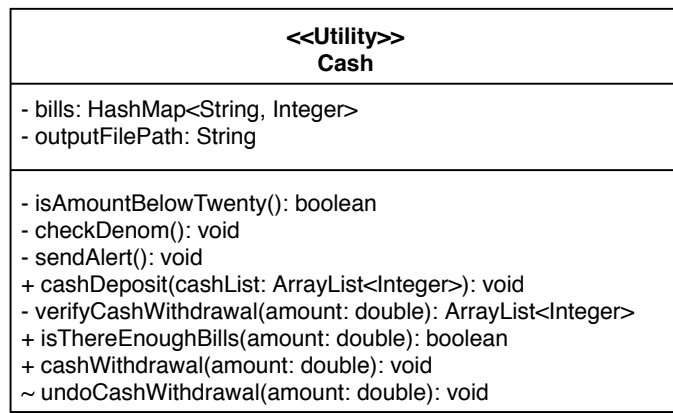 <<Utility>>
Cash
- bills: HashMap<String, Integer>
- outputFilePath: String
- isAmountBelowTwenty(): boolean
- checkDenom(): void
- sendAlert(): void
+ cashDeposit(cashList: ArrayList<Integer>): void
- verifyCashWithdrawal(amount: double): ArrayList<Integer>
+ isThereEnoughBills(amount: double): boolean
+ cashWithdrawal(amount: double): void
~ undoCashWithdrawal(amount: double): void